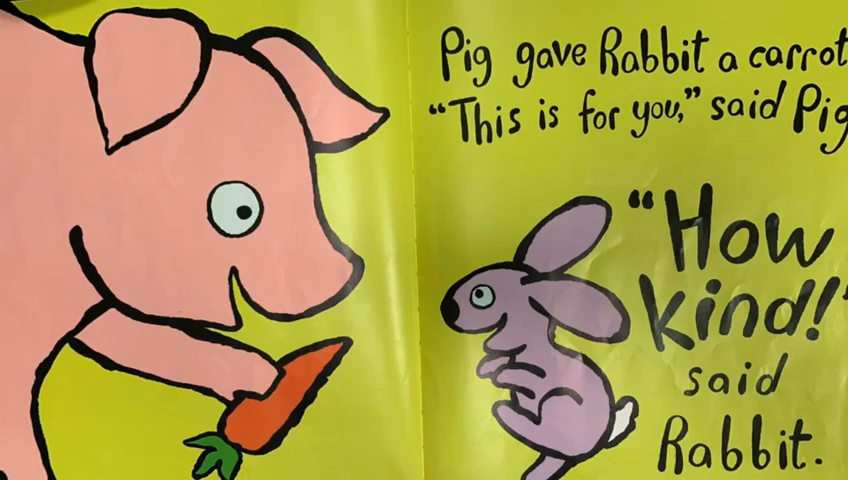 Pig gave Rabbit a carrot
“This is for you,” said Pig
“How
kind!”
said
Rabbit.